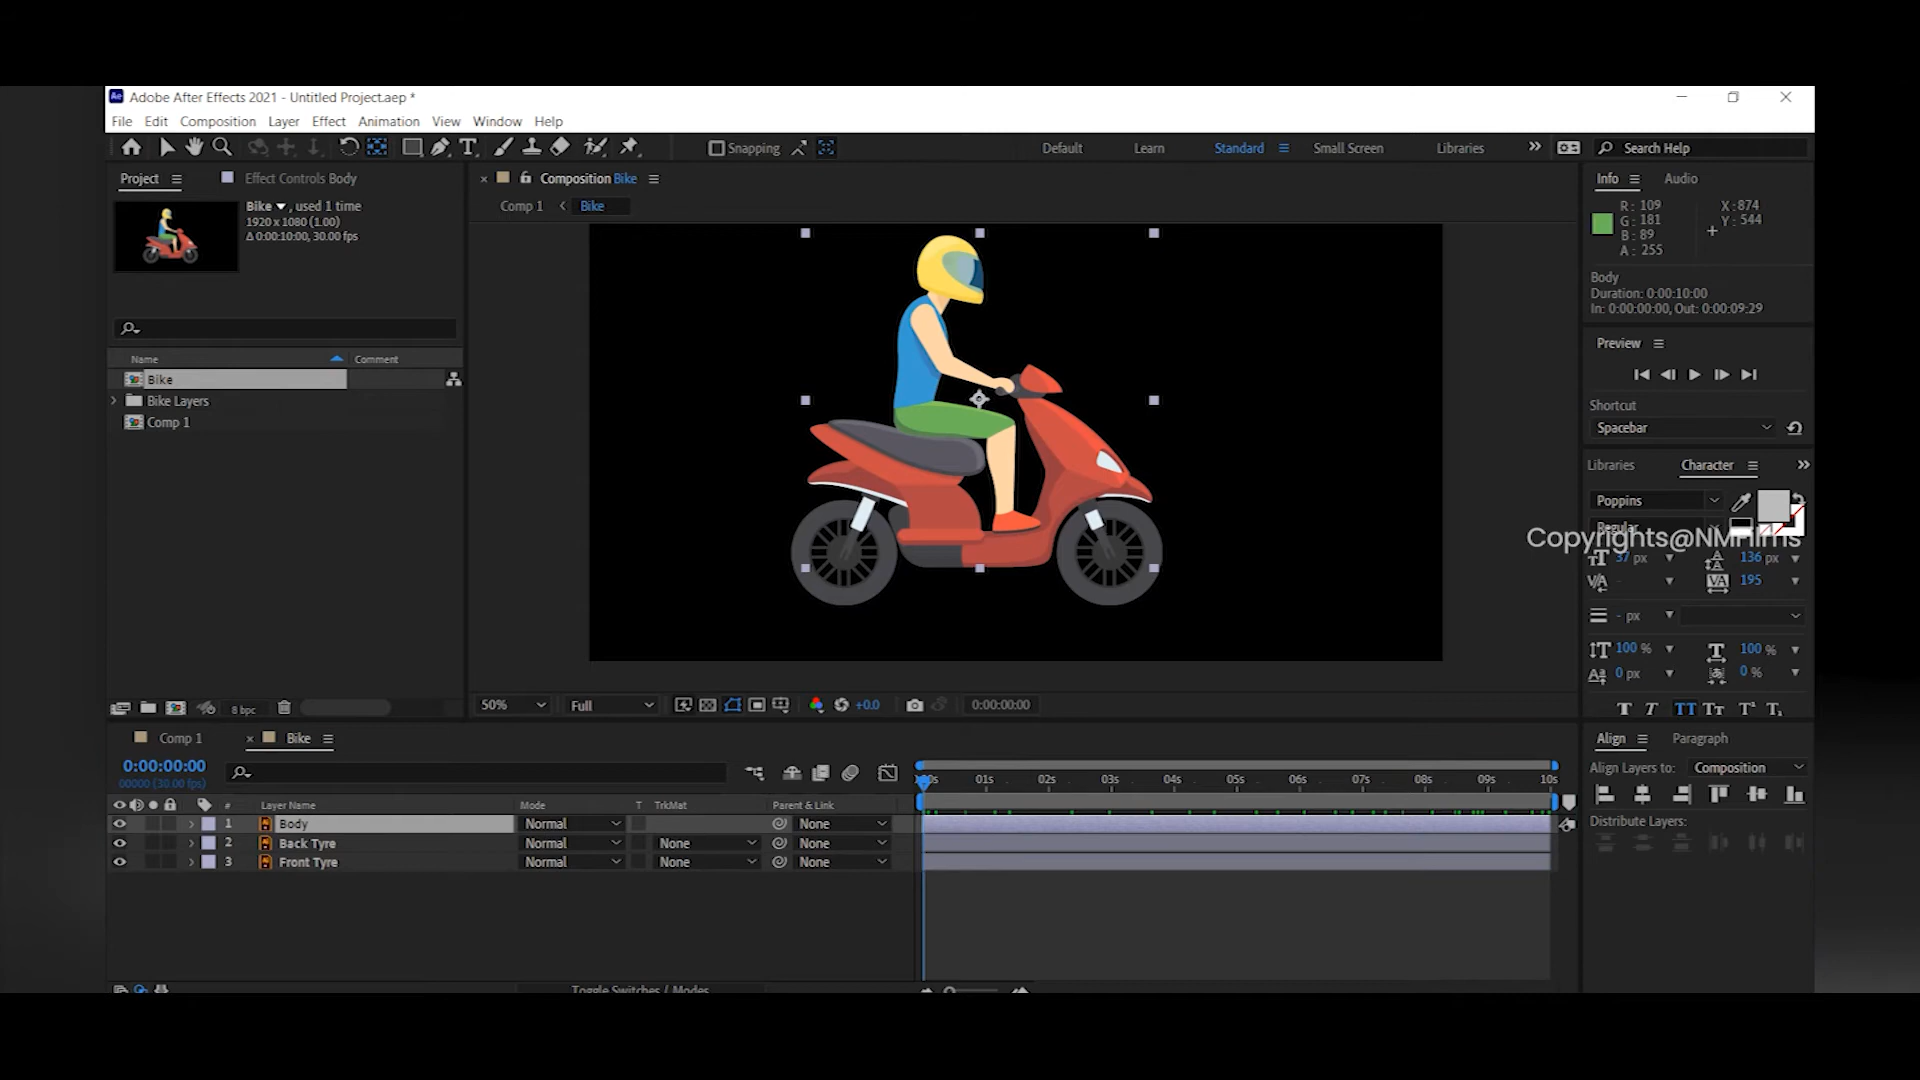 Adobe After Effects 2021 - Untitled Project.aep *
File Edit Composition Layer Effect Animation View Window Help
Snapping Default Learn Standard Small Screen Libraries Search Help
Project Effect Controls Body
Bike , used 1 time
1920 x 1080 (1.00)
Δ 0:00:10:00, 30.00 fps
Name Comment
Bike
Bike Layers
Comp 1
8 bpc
Composition Bike
Comp 1 Bike
50% Full +0.0 0:00:00:00
Info Audio
R: 109
G: 181
B: 89
A: 255
X: 874
Y: 544
Body
Duration: 0:00:10:00
In: 0:00:00:00, Out: 0:00:09:29
Preview
Shortcut
Spacebar
Libraries Character
Poppins
Regular
Copyrights@NMFilms
37 px 136 px
195
- px
100 % 100 %
0 px 0 %
Align Paragraph
Align Layers to: Composition
Distribute Layers:
Comp 1 Bike
0:00:00:00
00000 (30.00 fps)
01s 02s 03s 04s 05s 06s 07s 08s 09s 10s
# Layer Name Mode T TrkMat Parent & Link
1 Body Normal None
2 Back Tyre Normal None None
3 Front Tyre Normal None None
Toggle Switches / Modes